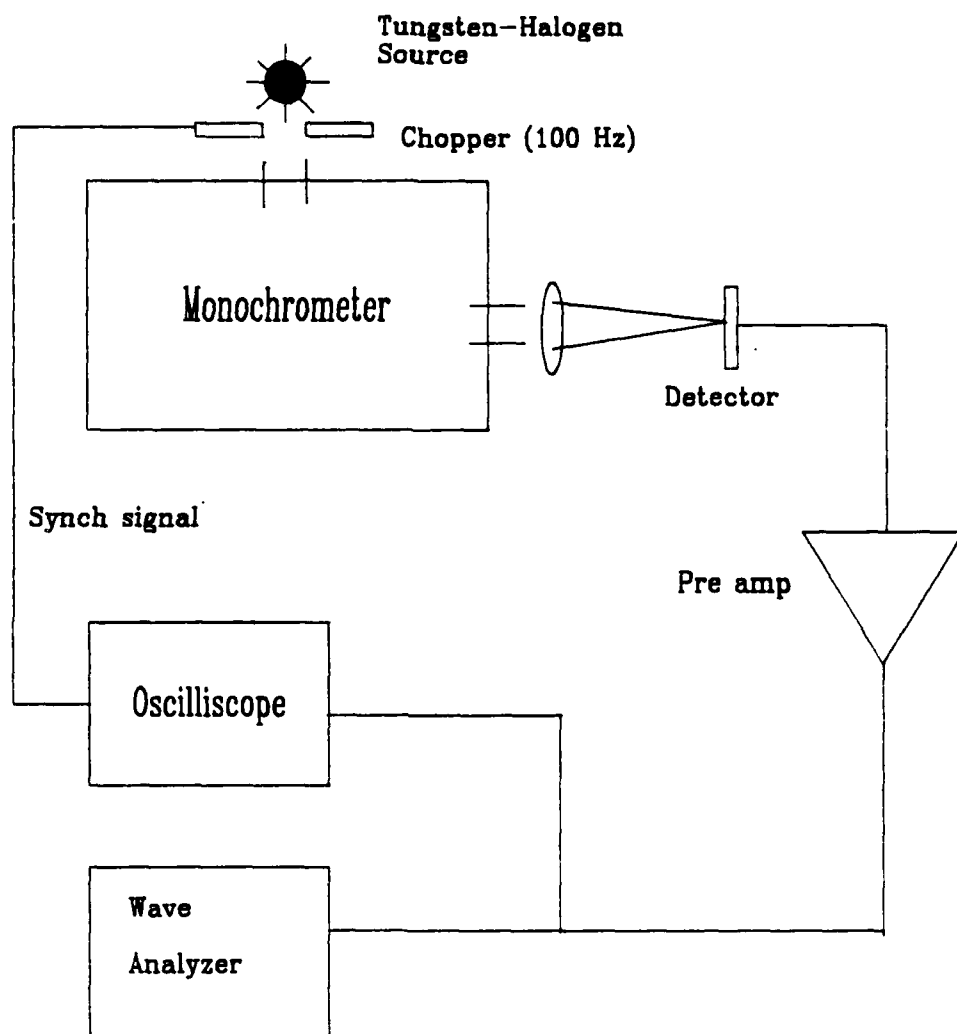 Tungsten-Halogen
Source
Chopper (100 Hz)
Monochrometer
Detector
Synch signal
Pre amp
Oscilliscope
Wave
Analyzer